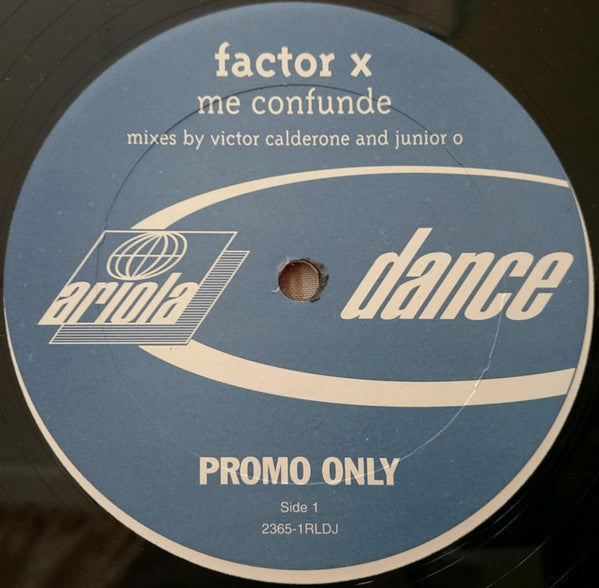 factor x
me confunde
mixes by victor calderone and junior o
ariola
dance
PROMO ONLY
Side 1
2365-1RLDJ